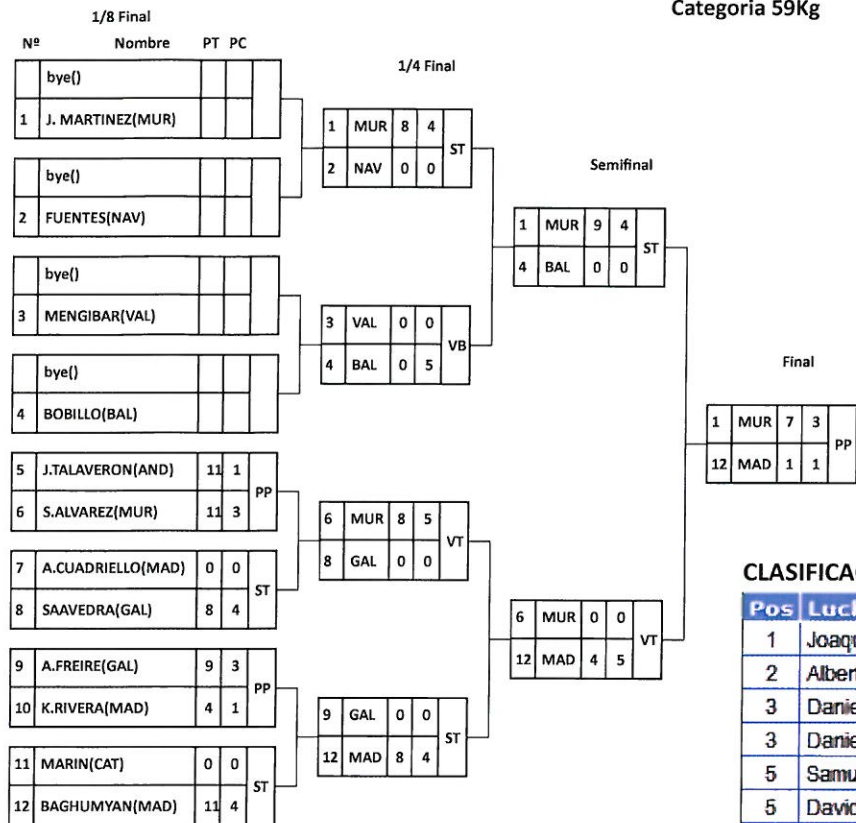 Categoria 59Kg
1/8 Final
Nº Nombre PT PC
bye()
1 J. MARTINEZ(MUR)
bye()
2 FUENTES(NAV)
bye()
3 MENGIBAR(VAL)
bye()
4 BOBILLO(BAL)
5 J.TALAVERON(AND) 11 1
PP
6 S.ALVAREZ(MUR) 11 3
7 A.CUADRIELLO(MAD) 0 0
ST
8 SAAVEDRA(GAL) 8 4
9 A.FREIRE(GAL) 9 3
PP
10 K.RIVERA(MAD) 4 1
11 MARIN(CAT) 0 0
ST
12 BAGHUMYAN(MAD) 11 4
1/4 Final
1 MUR 8 4
ST
2 NAV 0 0
3 VAL 0 0
VB
4 BAL 0 5
6 MUR 8 5
VT
8 GAL 0 0
9 GAL 0 0
ST
12 MAD 8 4
Semifinal
1 MUR 9 4
ST
4 BAL 0 0
6 MUR 0 0
VT
12 MAD 4 5
Final
1 MUR 7 3
PP
12 MAD 1 1
Pos
1
2
3
3
5
5